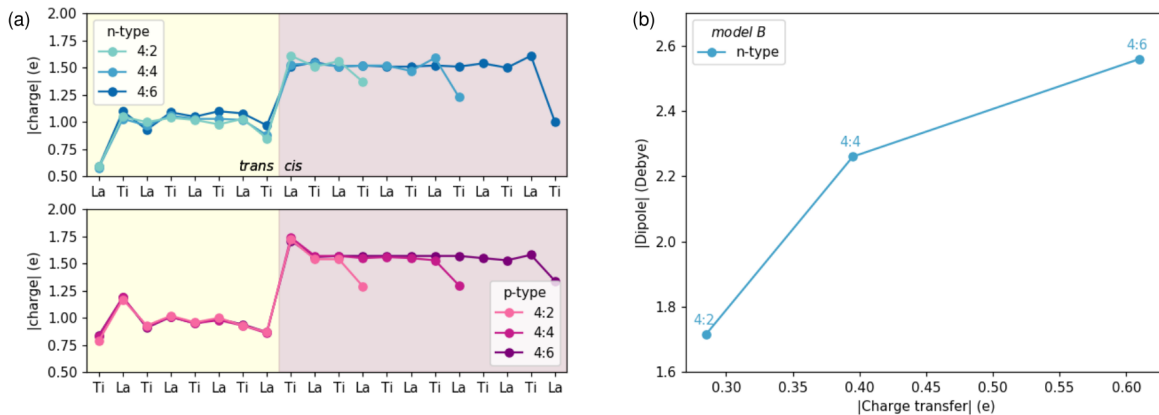 (a)
2.00
1.75
1.50
1.25
1.00
0.75
0.50
|charge| (e)
n-type
4:2
4:4
4:6
trans cis
La Ti La Ti La Ti La Ti La Ti La Ti La Ti La Ti La Ti La Ti
2.00
1.75
1.50
1.25
1.00
0.75
0.50
|charge| (e)
p-type
4:2
4:4
4:6
Ti La Ti La Ti La Ti La Ti La Ti La Ti La Ti La Ti La Ti La
(b)
model B
n-type
2.6
2.4
2.2
2.0
1.8
1.6
|Dipole| (Debye)
4:6
4:4
4:2
0.30 0.35 0.40 0.45 0.50 0.55 0.60
|Charge transfer| (e)